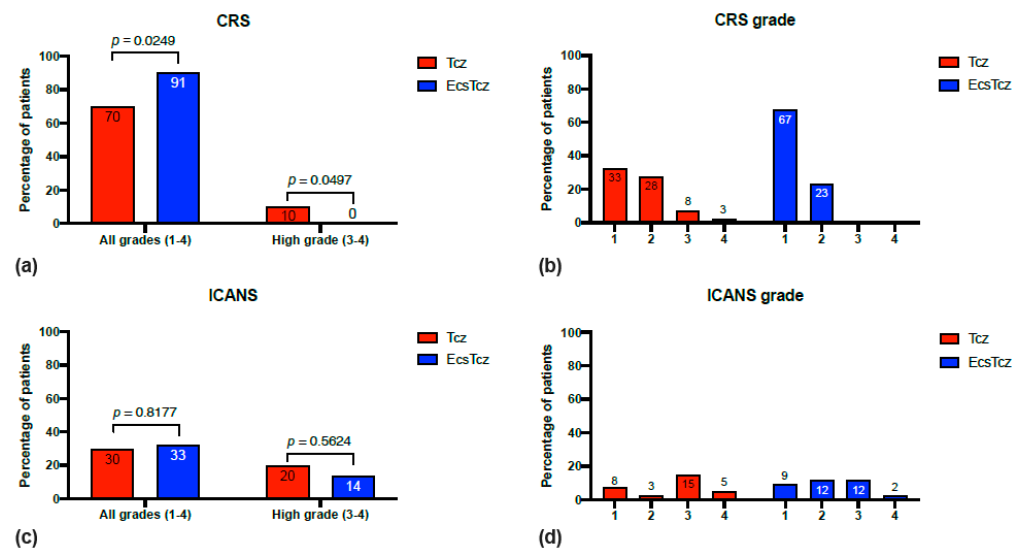 CRS
p = 0.0249
Tcz
EcsTcz
Percentage of patients
100
80
60
40
20
0
70
91
p = 0.0497
10
0
All grades (1-4)
High grade (3-4)
(a)
CRS grade
Tcz
EcsTcz
Percentage of patients
100
80
60
40
20
0
33
28
8
3
67
23
1 2 3 4 1 2 3 4
(b)
ICANS
Tcz
EcsTcz
Percentage of patients
100
80
60
40
20
0
p = 0.8177
30
33
p = 0.5624
20
14
All grades (1-4)
High grade (3-4)
(c)
ICANS grade
Tcz
EcsTcz
Percentage of patients
100
80
60
40
20
0
8
3
15
5
9
12
12
2
1 2 3 4 1 2 3 4
(d)